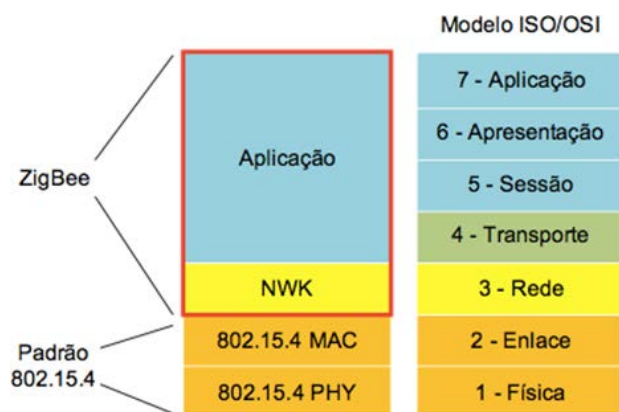 Modelo ISO/OSI
ZigBee
Aplicação
7 - Aplicação
6 - Apresentação
5 - Sessão
4 - Transporte
NWK
3 - Rede
Padrão
802.15.4
802.15.4 MAC
2 - Enlace
802.15.4 PHY
1 - Física